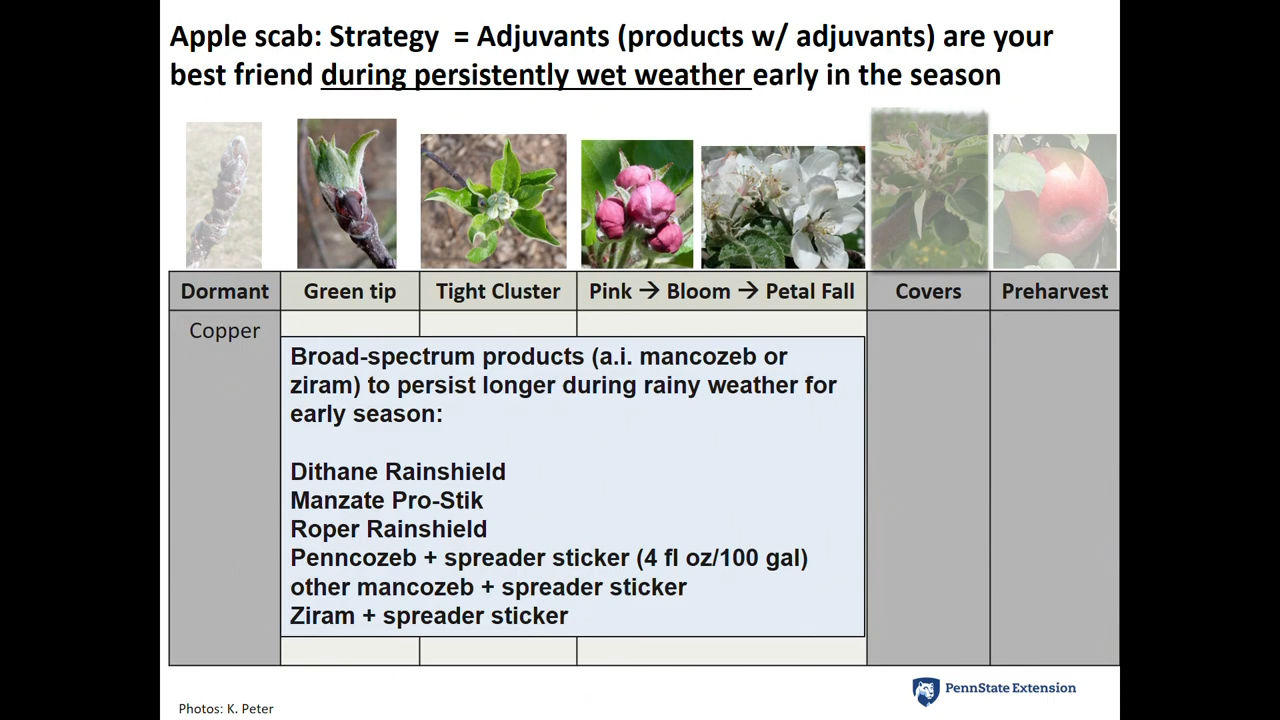 Apple scab: Strategy = Adjuvants (products w/ adjuvants) are your
best friend during persistently wet weather early in the season
Dormant
Green tip
Tight Cluster
Pink → Bloom → Petal Fall
Covers
Preharvest
Copper
Broad-spectrum products (a.i. mancozeb or
ziram) to persist longer during rainy weather for
early season:
Dithane Rainshield
Manzate Pro-Stik
Roper Rainshield
Penncozeb + spreader sticker (4 fl oz/100 gal)
other mancozeb + spreader sticker
Ziram + spreader sticker
PennState Extension
Photos: K. Peter